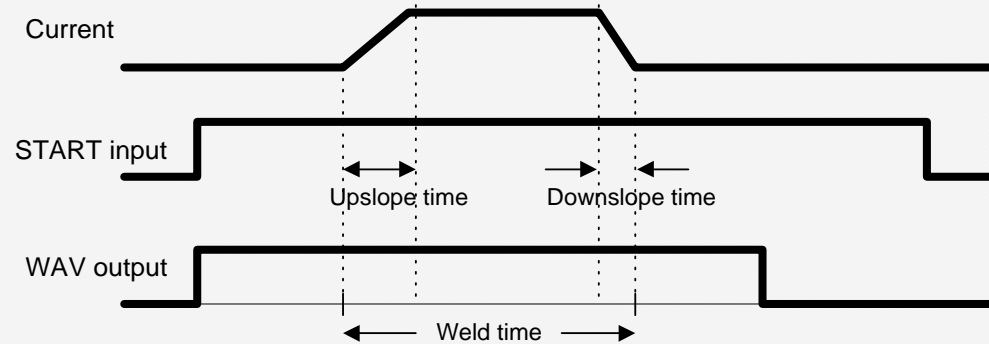 Current
START input
Upslope time
Downslope time
WAV output
Weld time